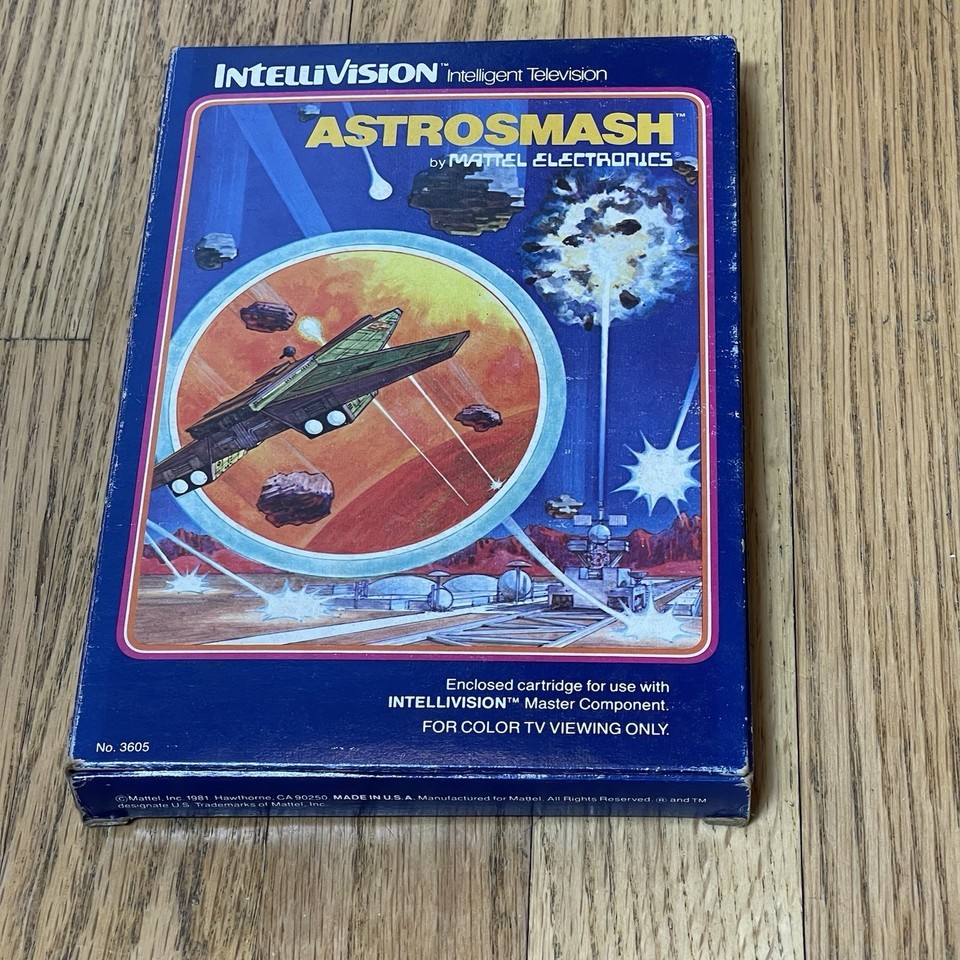 INTELLIVISION™ Intelligent Television
ASTROSMASH™
by MATTEL ELECTRONICS®
Enclosed cartridge for use with
INTELLIVISION™ Master Component.
FOR COLOR TV VIEWING ONLY.
No. 3605
©Mattel, Inc. 1981. Hawthorne, CA 90250. MADE IN U.S.A. Manufactured for Mattel. All Rights Reserved. ® and TM
designate U.S. Trademarks of Mattel, Inc.